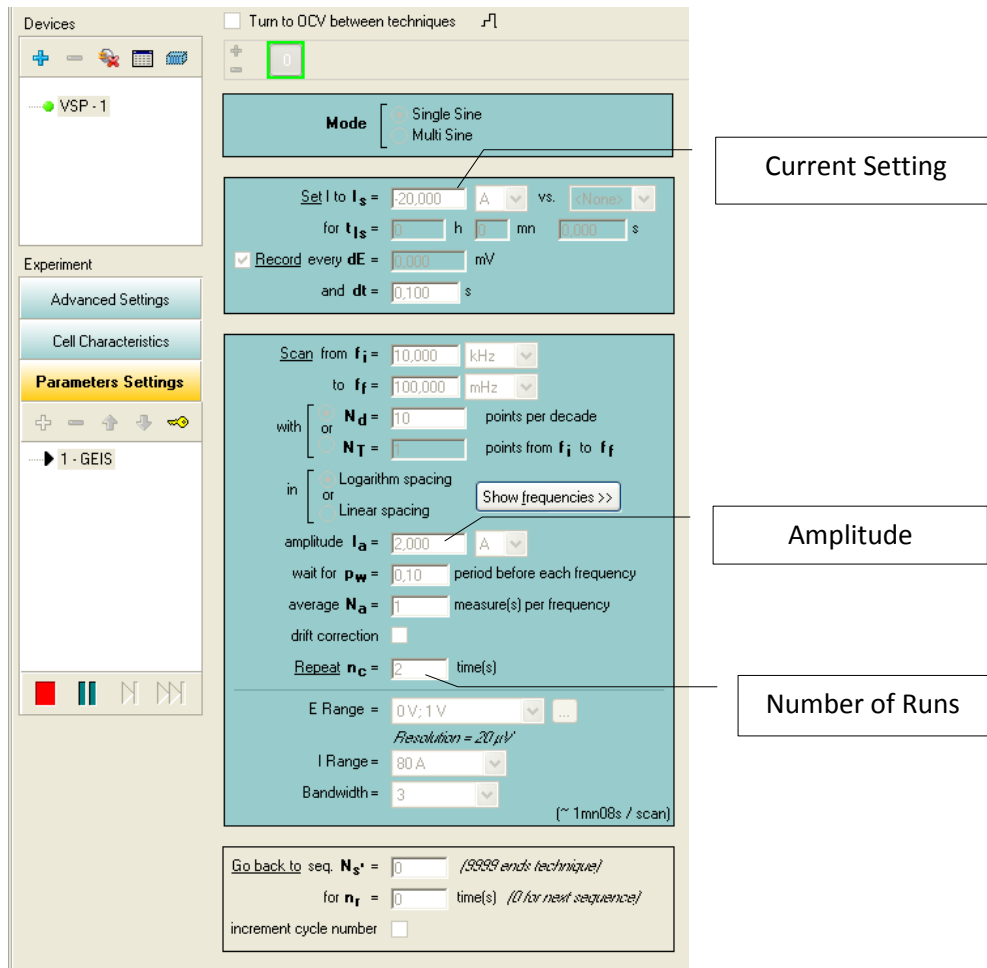 Devices
Turn to OCV between techniques
0
VSP - 1
Mode
Single Sine
Multi Sine
Current Setting
Set I to Is = -20,000 A vs. <None>
for tIs = 0 h 0 mn 0,000 s
Record every dE = 0,000 mV
and dt = 0,100 s
Experiment
Advanced Settings
Cell Characteristics
Parameters Settings
1 - GEIS
Scan from fi = 10,000 kHz
to ff = 100,000 mHz
with Nd = 10 points per decade
or
NT = 1 points from fi to ff
in Logarithm spacing
or
Linear spacing
Show frequencies >>
amplitude Ia = 2,000 A
Amplitude
wait for pw = 0,10 period before each frequency
average Na = 1 measure(s) per frequency
drift correction
Repeat nc = 2 time(s)
Number of Runs
E Range = 0 V; 1 V ...
Resolution = 20 µV
I Range = 80 A
Bandwidth = 3
(~ 1mn08s / scan)
Go back to seq. Ns' = 0 (9999 ends technique)
for nr = 0 time(s) (0 for next sequence)
increment cycle number